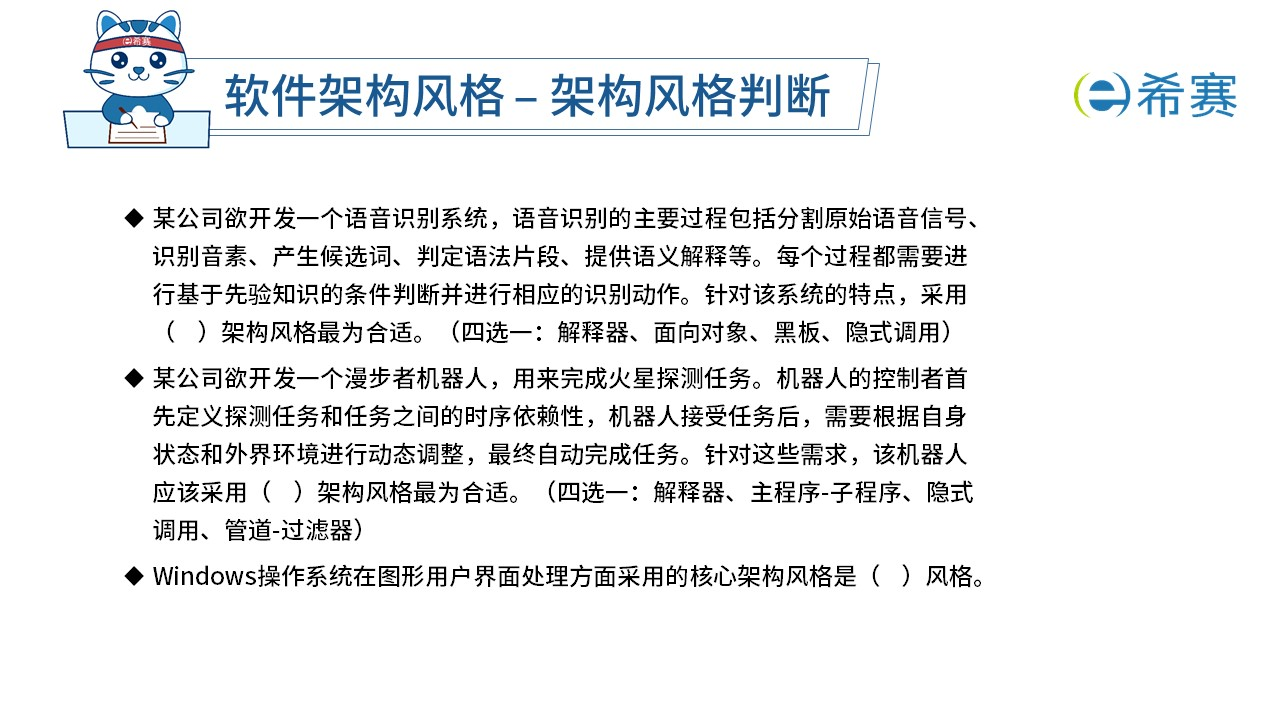 希赛
软件架构风格 – 架构风格判断
希赛
◆ 某公司欲开发一个语音识别系统，语音识别的主要过程包括分割原始语音信号、
识别音素、产生候选词、判定语法片段、提供语义解释等。每个过程都需要进
行基于先验知识的条件判断并进行相应的识别动作。针对该系统的特点，采用
（　）架构风格最为合适。（四选一：解释器、面向对象、黑板、隐式调用）
◆ 某公司欲开发一个漫步者机器人，用来完成火星探测任务。机器人的控制者首
先定义探测任务和任务之间的时序依赖性，机器人接受任务后，需要根据自身
状态和外界环境进行动态调整，最终自动完成任务。针对这些需求，该机器人
应该采用（　）架构风格最为合适。（四选一：解释器、主程序-子程序、隐式
调用、管道-过滤器）
◆ Windows操作系统在图形用户界面处理方面采用的核心架构风格是（　）风格。